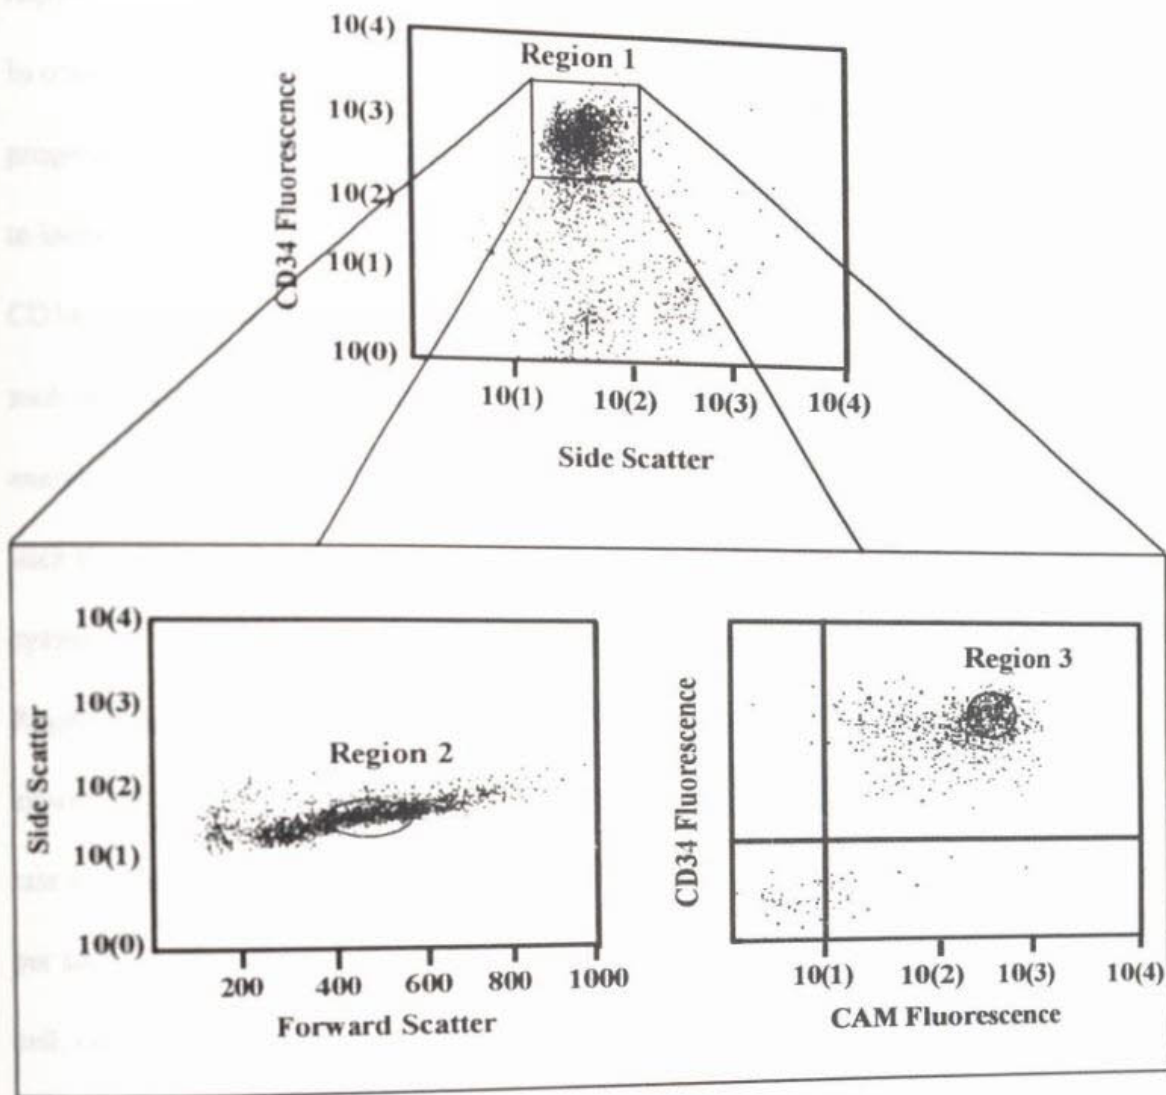 10(4)
Region 1
10(3)
10(2)
10(1)
10(0)
CD34 Fluorescence
10(1) 10(2) 10(3) 10(4)
Side Scatter
10(4)
10(3)
10(2)
10(1)
10(0)
Side Scatter
Region 2
200 400 600 800 1000
Forward Scatter
Region 3
CD34 Fluorescence
10(1) 10(2) 10(3) 10(4)
CAM Fluorescence